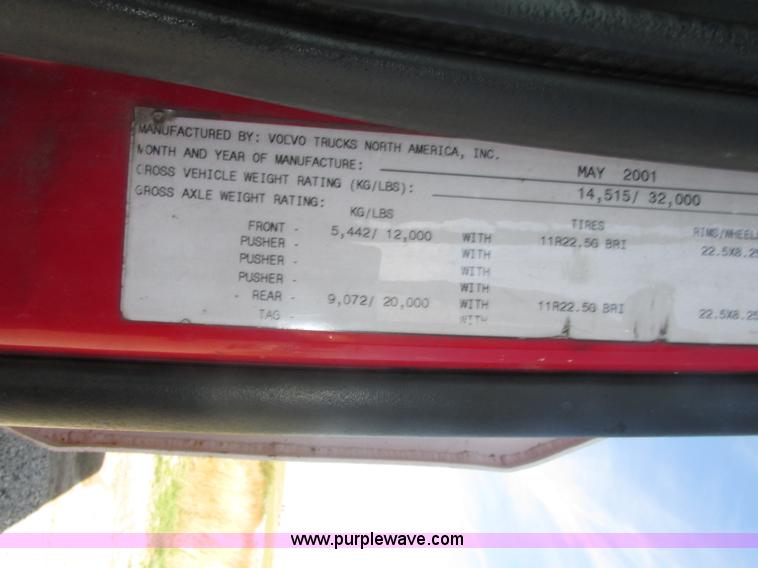 MANUFACTURED BY: VOLVO TRUCKS NORTH AMERICA, INC.
MONTH AND YEAR OF MANUFACTURE: MAY 2001
GROSS VEHICLE WEIGHT RATING (KG/LBS): 14,515/ 32,000
GROSS AXLE WEIGHT RATING:
KG/LBS TIRES RIMS/WHEELS
FRONT - 5,442/ 12,000 WITH 11R22.5G BRI 22.5X8.25
PUSHER - WITH
PUSHER - WITH
PUSHER - WITH
REAR - 9,072/ 20,000 WITH 11R22.5G BRI 22.5X8.25
TAG - WITH
www.purplewave.com